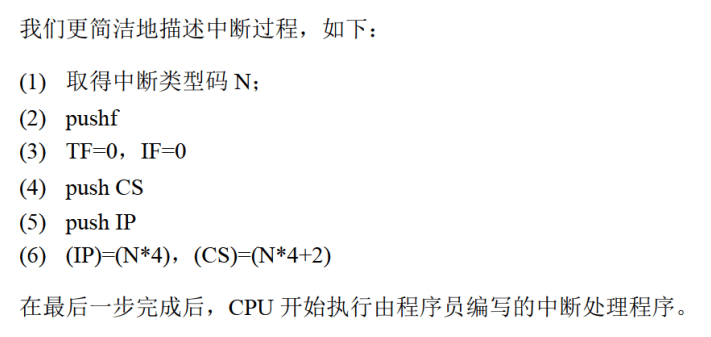 我们更简洁地描述中断过程，如下：
(1) 取得中断类型码 N；
(2) pushf
(3) TF=0，IF=0
(4) push CS
(5) push IP
(6) (IP)=(N*4)，(CS)=(N*4+2)
在最后一步完成后，CPU 开始执行由程序员编写的中断处理程序。